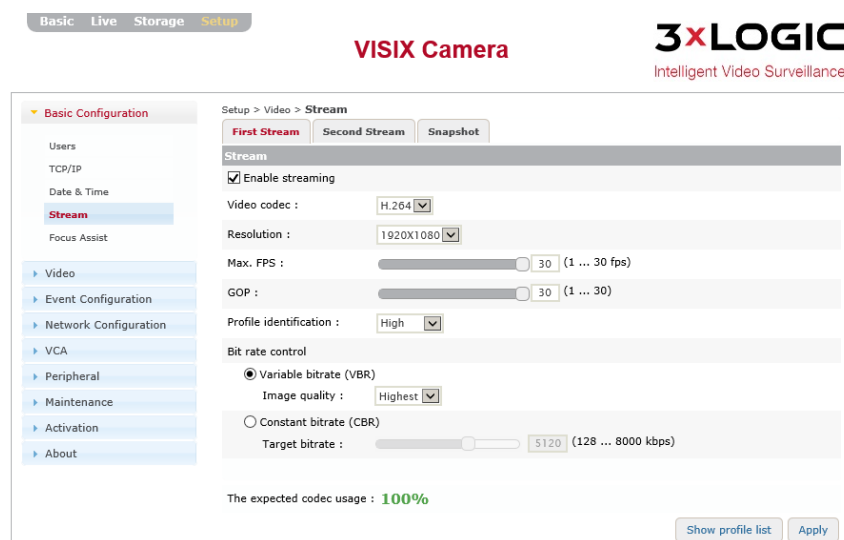 Basic Live Storage Setup
VISIX Camera
3xLOGIC
Intelligent Video Surveillance
Basic Configuration
Users
TCP/IP
Date & Time
Stream
Focus Assist
Video
Event Configuration
Network Configuration
VCA
Peripheral
Maintenance
Activation
About
Setup > Video > Stream
First Stream Second Stream Snapshot
Stream
Enable streaming
Video codec : H.264
Resolution : 1920X1080
Max. FPS : 30 (1 ... 30 fps)
GOP : 30 (1 ... 30)
Profile identification : High
Bit rate control
Variable bitrate (VBR)
Image quality : Highest
Constant bitrate (CBR)
Target bitrate : 5120 (128 ... 8000 kbps)
The expected codec usage : 100%
Show profile list Apply